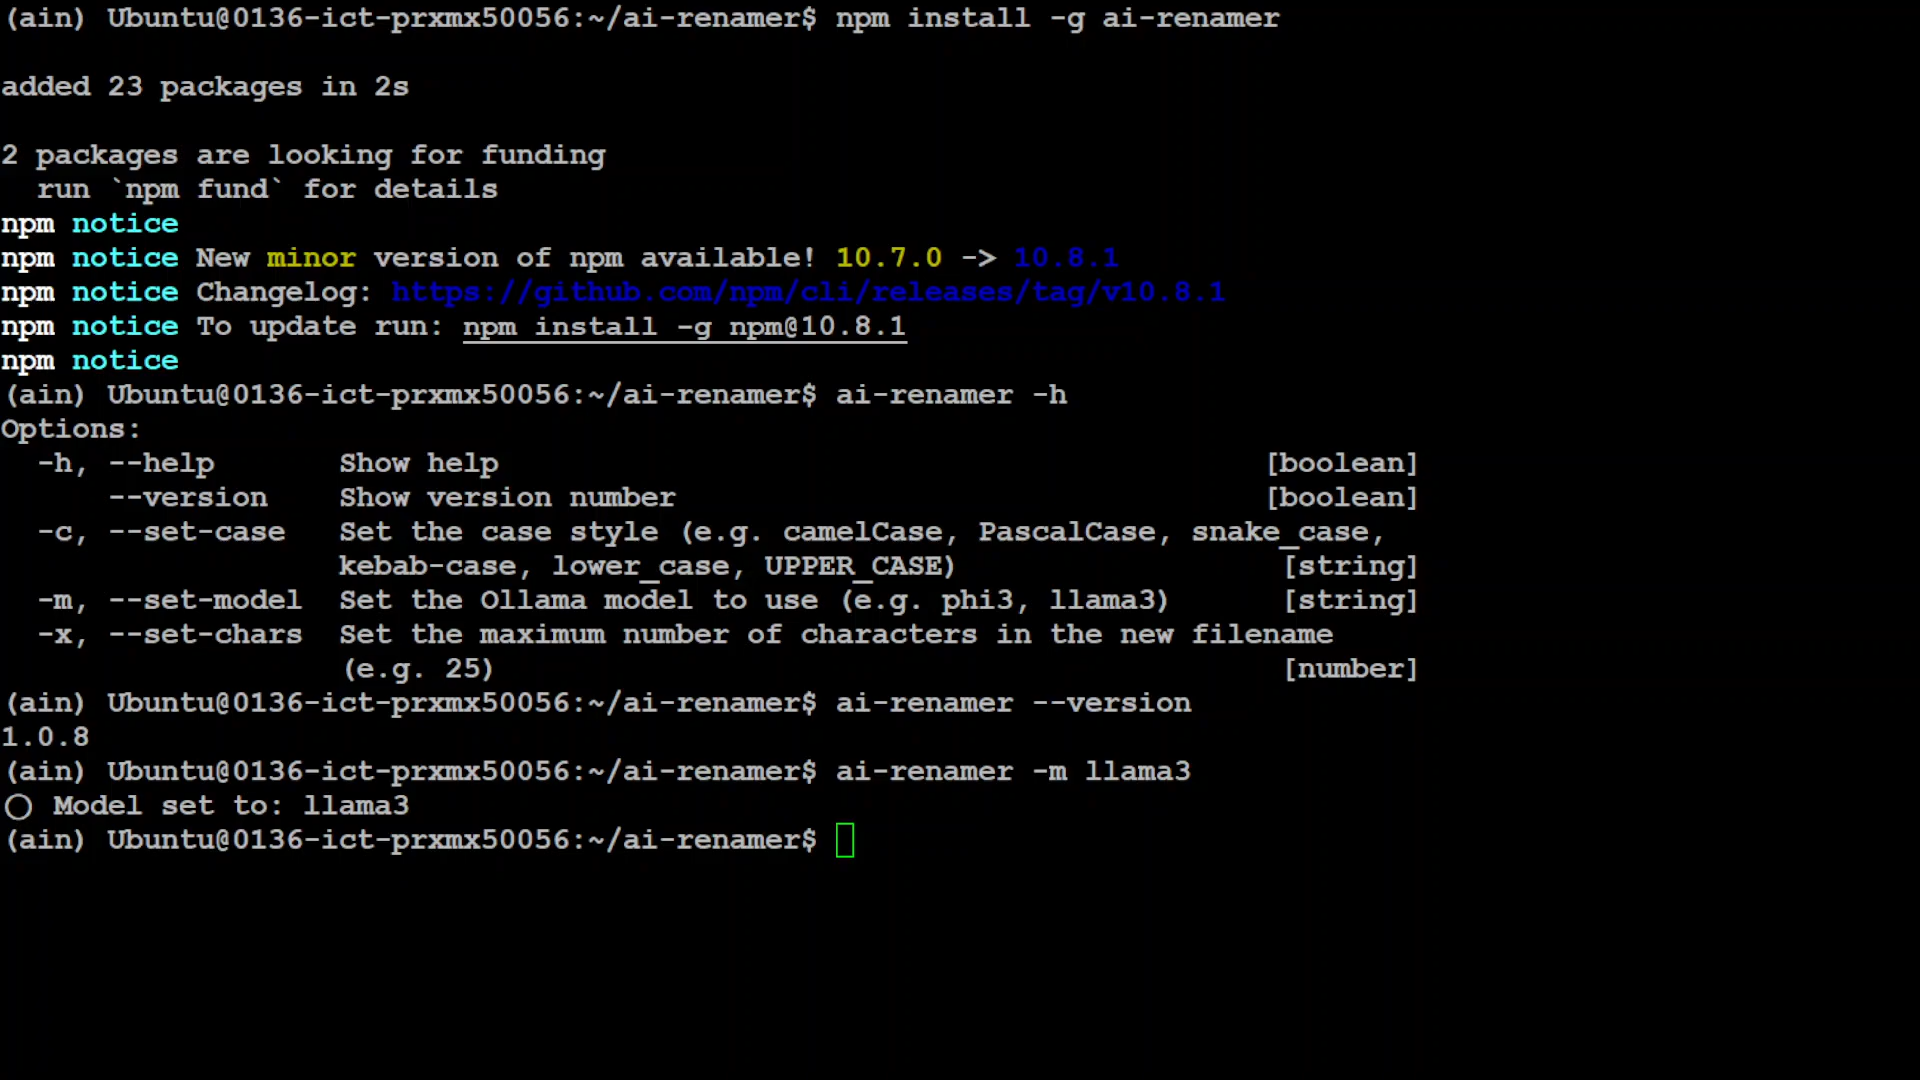 (ain) Ubuntu@0136-ict-prxmx50056:~/ai-renamer$ npm install -g ai-renamer
added 23 packages in 2s
2 packages are looking for funding
  run `npm fund` for details
npm notice
npm notice New minor version of npm available! 10.7.0 -> 10.8.1
npm notice Changelog: https://github.com/npm/cli/releases/tag/v10.8.1
npm notice To update run: npm install -g npm@10.8.1
npm notice
(ain) Ubuntu@0136-ict-prxmx50056:~/ai-renamer$ ai-renamer -h
Options:
  -h, --help       Show help                                            [boolean]
      --version    Show version number                                  [boolean]
  -c, --set-case   Set the case style (e.g. camelCase, PascalCase, snake_case,
                   kebab-case, lower_case, UPPER_CASE)                   [string]
  -m, --set-model  Set the Ollama model to use (e.g. phi3, llama3)       [string]
  -x, --set-chars  Set the maximum number of characters in the new filename
                   (e.g. 25)                                             [number]
(ain) Ubuntu@0136-ict-prxmx50056:~/ai-renamer$ ai-renamer --version
1.0.8
(ain) Ubuntu@0136-ict-prxmx50056:~/ai-renamer$ ai-renamer -m llama3
○ Model set to: llama3
(ain) Ubuntu@0136-ict-prxmx50056:~/ai-renamer$